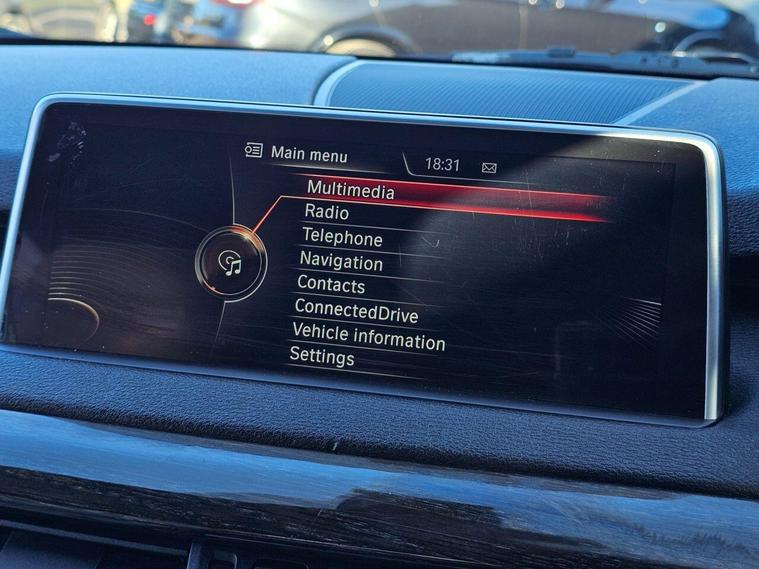 Main menu
18:31
Multimedia
Radio
Telephone
Navigation
Contacts
ConnectedDrive
Vehicle information
Settings